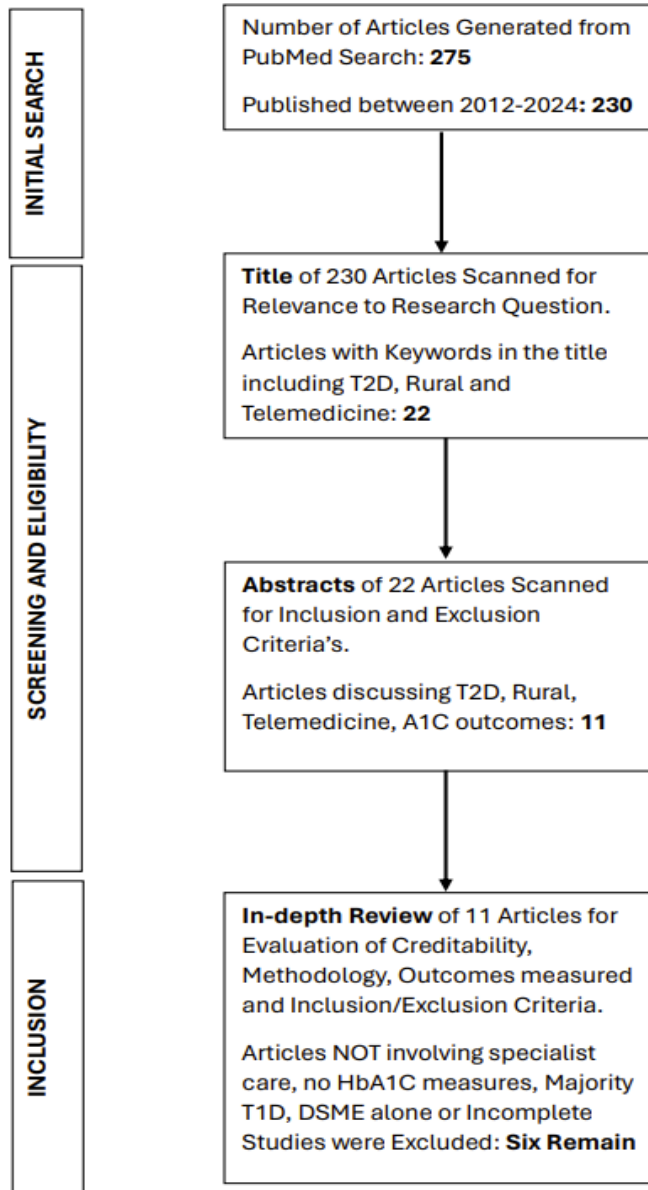 INITIAL SEARCH
Number of Articles Generated from
PubMed Search: 275
Published between 2012-2024: 230
SCREENING AND ELIGIBILITY
Title of 230 Articles Scanned for
Relevance to Research Question.
Articles with Keywords in the title
including T2D, Rural and
Telemedicine: 22
Abstracts of 22 Articles Scanned
for Inclusion and Exclusion
Criteria’s.
Articles discussing T2D, Rural,
Telemedicine, A1C outcomes: 11
INCLUSION
In-depth Review of 11 Articles for
Evaluation of Creditability,
Methodology, Outcomes measured
and Inclusion/Exclusion Criteria.
Articles NOT involving specialist
care, no HbA1C measures, Majority
T1D, DSME alone or Incomplete
Studies were Excluded: Six Remain